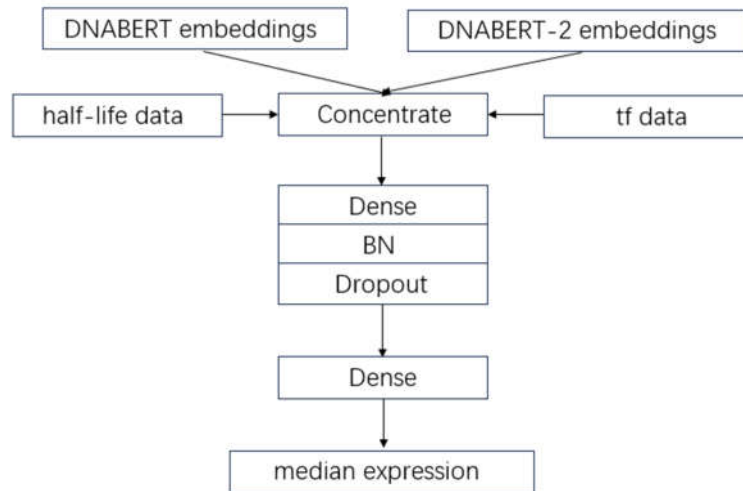 DNABERT embeddings
DNABERT-2 embeddings
half-life data
Concentrate
tf data
Dense
BN
Dropout
Dense
median expression